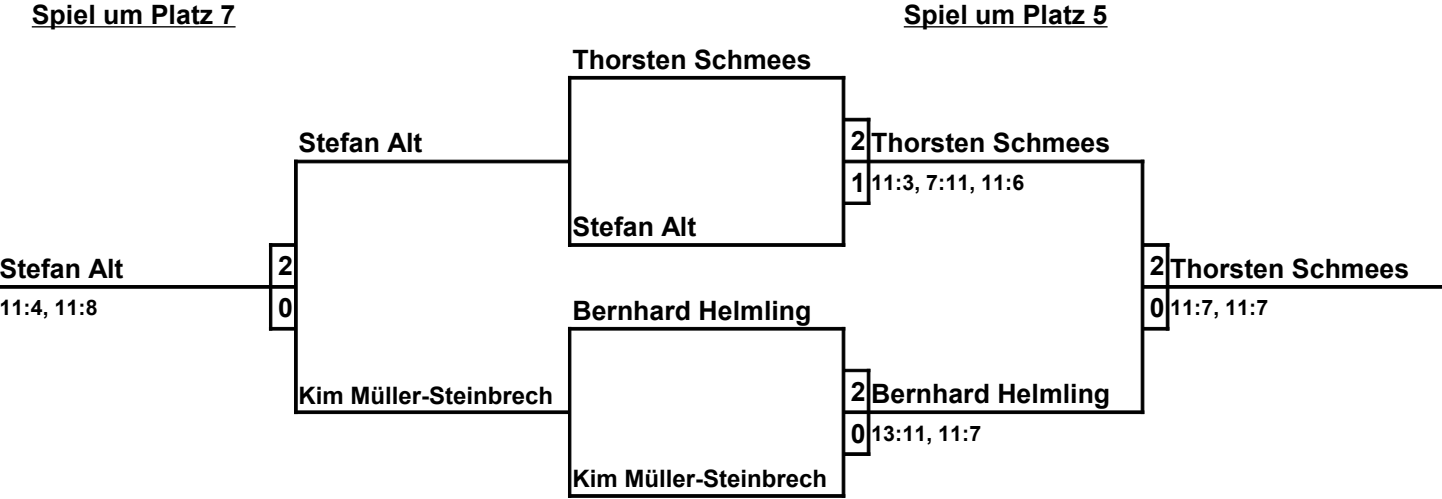 Spiel um Platz 7
Spiel um Platz 5
Thorsten Schmees
Stefan Alt
2 Thorsten Schmees
1 11:3, 7:11, 11:6
Stefan Alt
Stefan Alt 2
2 Thorsten Schmees
11:4, 11:8 0
Bernhard Helmling
0 11:7, 11:7
Kim Müller-Steinbrech
2 Bernhard Helmling
0 13:11, 11:7
Kim Müller-Steinbrech